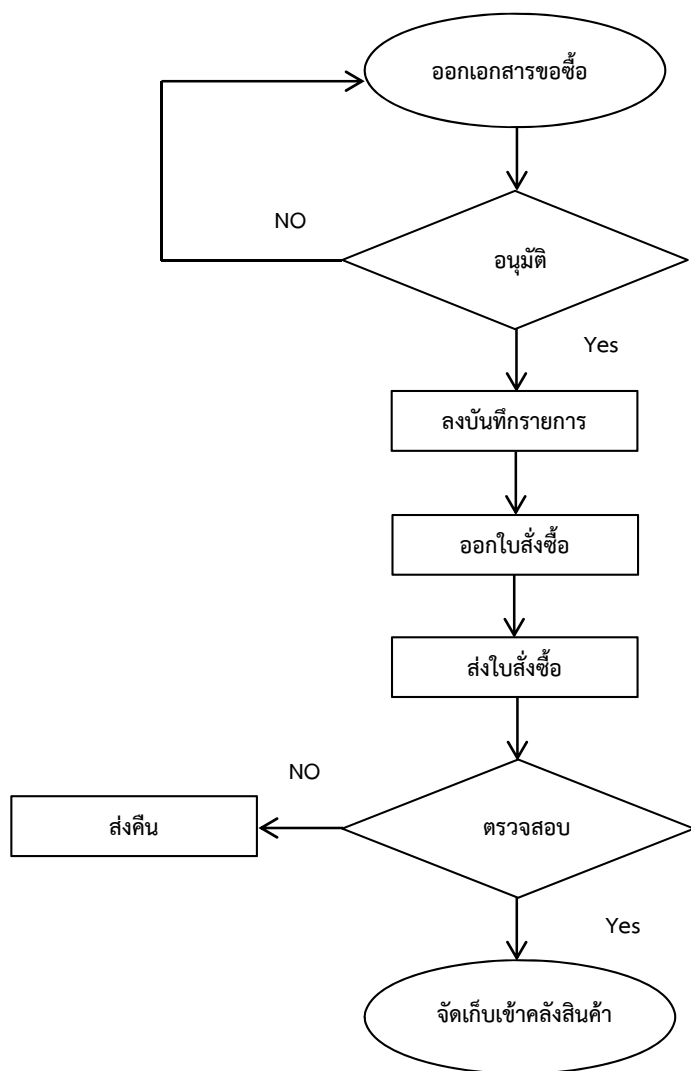 ออกเอกสารขอซื้อ
NO
อนุมัติ
Yes
ลงบันทึกรายการ
ออกใบสั่งซื้อ
ส่งใบสั่งซื้อ
NO
ส่งคืน
ตรวจสอบ
Yes
จัดเก็บเข้าคลังสินค้า